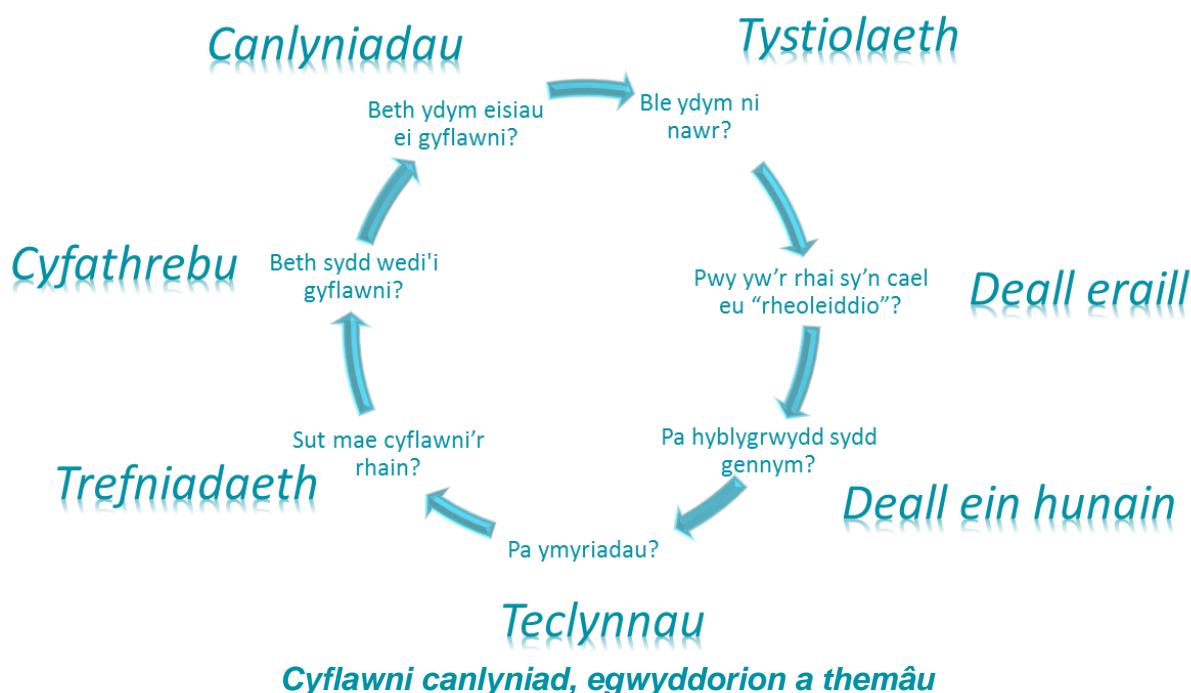 Canlyniadau
Tystiolaeth
Beth ydym eisiau
ei gyflawni?
Ble ydym ni
nawr?
Cyfathrebu
Beth sydd wedi'i
gyflawni?
Pwy yw’r rhai sy’n cael
eu “rheoleiddio”?
Deall eraill
Sut mae cyflawni’r
rhain?
Pa hyblygrwydd sydd
gennym?
Trefniadaeth
Deall ein hunain
Pa ymyriadau?
Teclynnau
Cyflawni canlyniad, egwyddorion a themâu